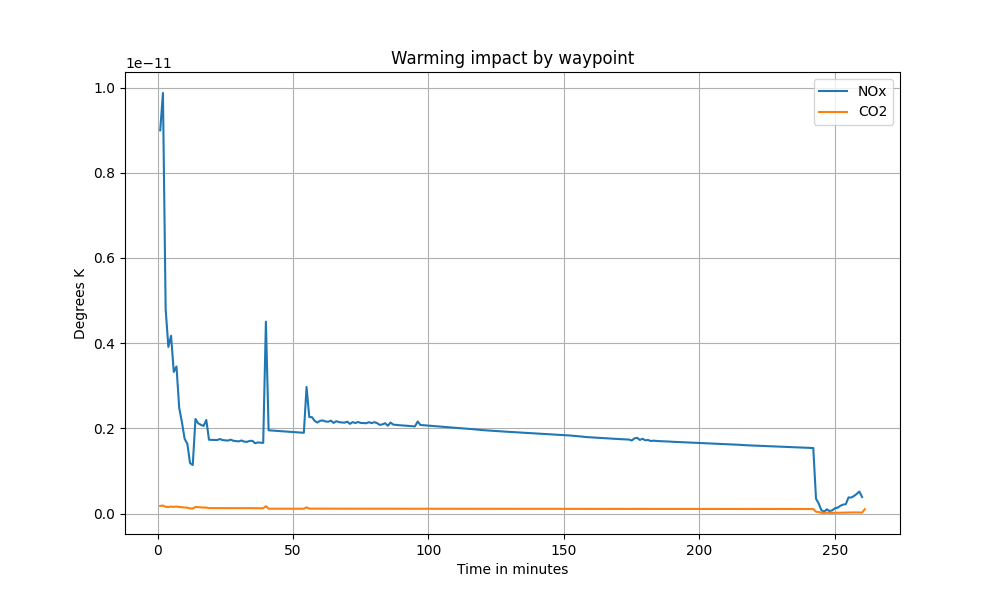 Warming impact by waypoint
1e−11
NOx
CO2
1.0
0.8
0.6
0.4
0.2
0.0
Degrees K
0 50 100 150 200 250
Time in minutes